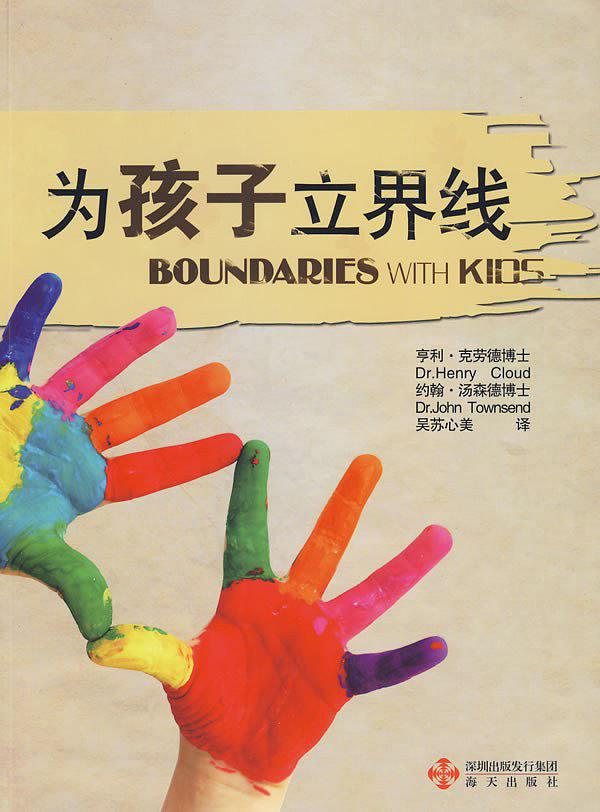 为孩子立界线
BOUNDARIES WITH KIDS
亨利·克劳德博士
Dr.Henry Cloud
约翰·汤森德博士
Dr.John Townsend
吴苏心美 译
深圳出版发行集团
海天出版社